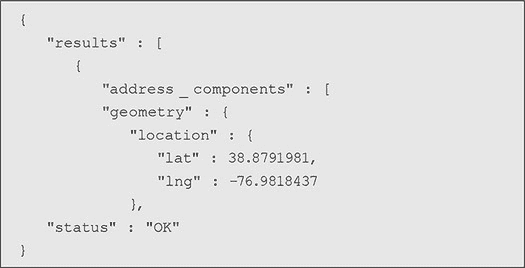 {
"results" : [
{
"address _ components" : [
"geometry" : {
"location" : {
"lat" : 38.8791981,
"lng" : -76.9818437
},
"status" : "OK"
}